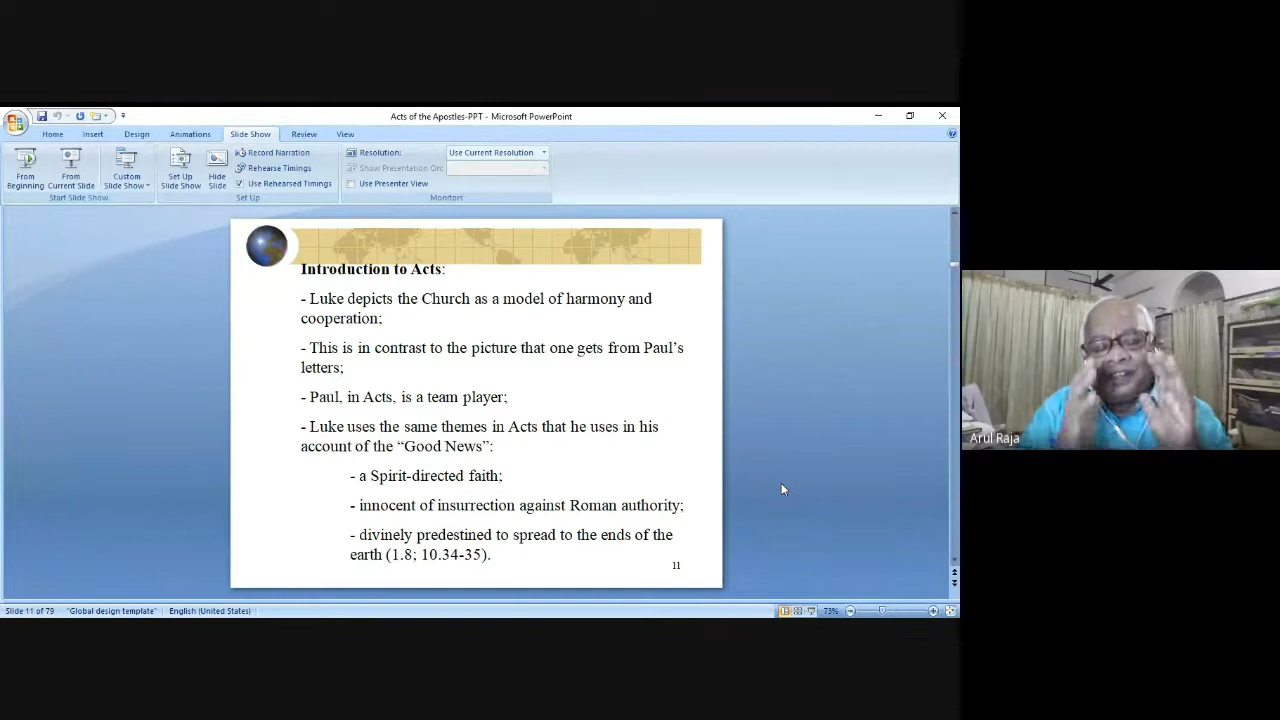 Acts of the Apostles-PPT - Microsoft PowerPoint
Home Insert Design Animations Slide Show Review View
From Beginning
From Current Slide
Custom Slide Show
Start Slide Show
Set Up Slide Show
Hide Slide
Record Narration
Rehearse Timings
Use Rehearsed Timings
Set Up
Resolution: Use Current Resolution
Show Presentation On:
Use Presenter View
Monitors
Introduction to Acts:
- Luke depicts the Church as a model of harmony and
cooperation;
- This is in contrast to the picture that one gets from Paul’s
letters;
- Paul, in Acts, is a team player;
- Luke uses the same themes in Acts that he uses in his
account of the “Good News”:
- a Spirit-directed faith;
- innocent of insurrection against Roman authority;
- divinely predestined to spread to the ends of the
earth (1.8; 10.34-35).
11
Arul Raja
Slide 11 of 79 "Global design template" English (United States) 73%